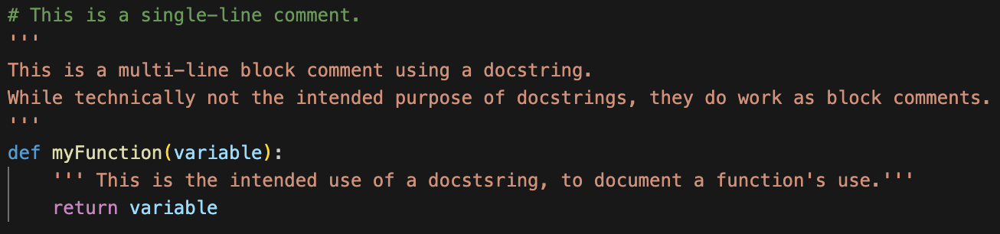 # This is a single-line comment.
'''
This is a multi-line block comment using a docstring.
While technically not the intended purpose of docstrings, they do work as block comments.
'''
def myFunction(variable):
    ''' This is the intended use of a docstsring, to document a function's use.'''
    return variable